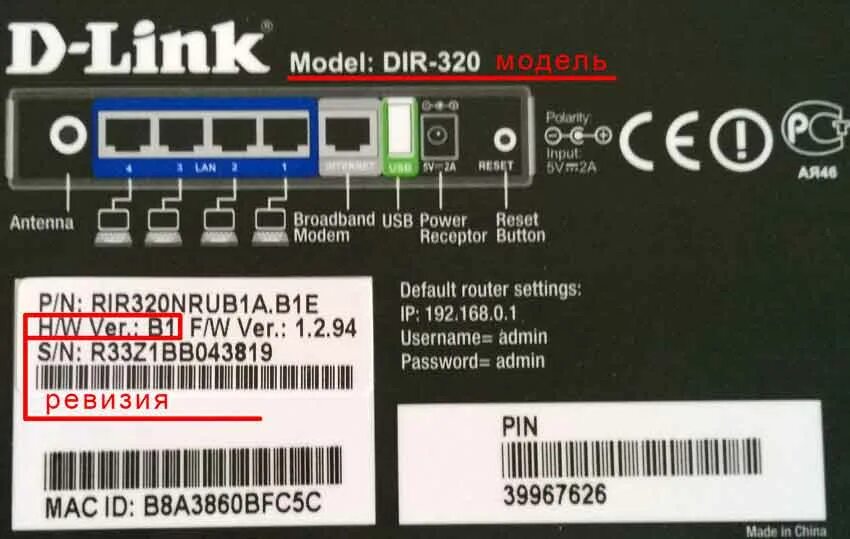 D-Link
Model: DIR-320 модель
4 3 LAN 2 1
INTERNET
USB
5V⎓2A
RESET
Polarity:
Input:
5V⎓2A
CE
РСТ
АЯ46
Antenna
Broadband
Modem
USB
Power
Receptor
Reset
Button
P/N: RIR320NRUB1A.B1E
H/W Ver.: B1 F/W Ver.: 1.2.94
S/N: R33Z1BB043819
ревизия
MAC ID: B8A3860BFC5C
Default router settings:
IP: 192.168.0.1
Username= admin
Password= admin
PIN
39967626
Made in China